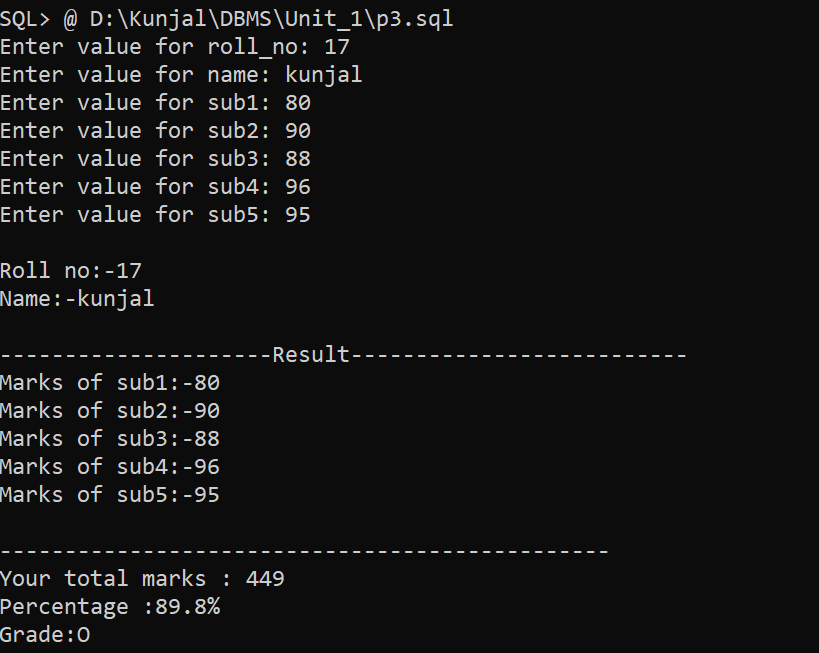 SQL> @ D:\Kunjal\DBMS\Unit_1\p3.sql
Enter value for roll_no: 17
Enter value for name: kunjal
Enter value for sub1: 80
Enter value for sub2: 90
Enter value for sub3: 88
Enter value for sub4: 96
Enter value for sub5: 95
Roll no:-17
Name:-kunjal
---------------------Result--------------------------
Marks of sub1:-80
Marks of sub2:-90
Marks of sub3:-88
Marks of sub4:-96
Marks of sub5:-95
-----------------------------------------------
Your total marks : 449
Percentage :89.8%
Grade:O